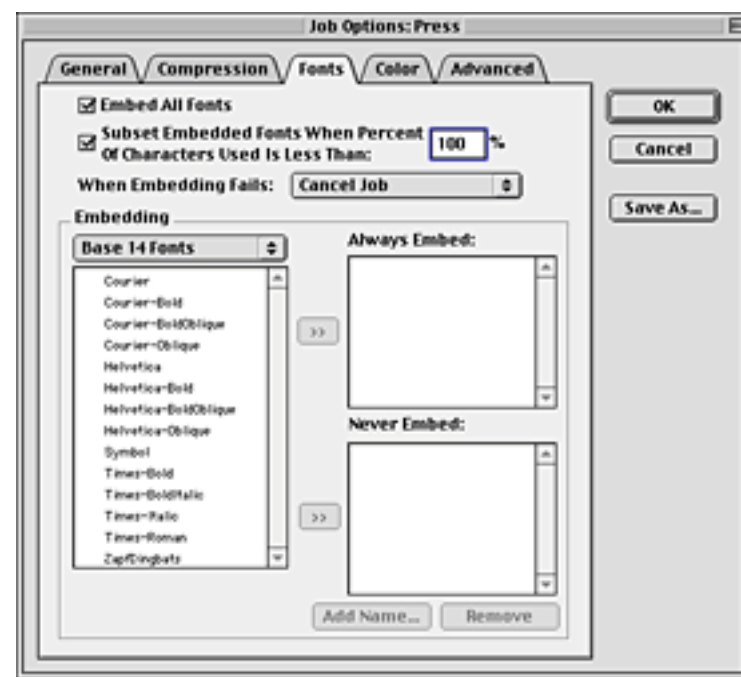 Job Options: Press
General
Compression
Fonts
Color
Advanced
Embed All Fonts
Subset Embedded Fonts When Percent
Of Characters Used Is Less Than:
100 %
When Embedding Fails: Cancel Job
OK
Cancel
Save As...
Embedding
Base 14 Fonts
Courier
Courier-Bold
Courier-BoldOblique
Courier-Oblique
Helvetica
Helvetica-Bold
Helvetica-BoldOblique
Helvetica-Oblique
Symbol
Times-Bold
Times-BoldItalic
Times-Italic
Times-Roman
ZapfDingbats
>>
>>
Always Embed:
Never Embed:
Add Name...
Remove